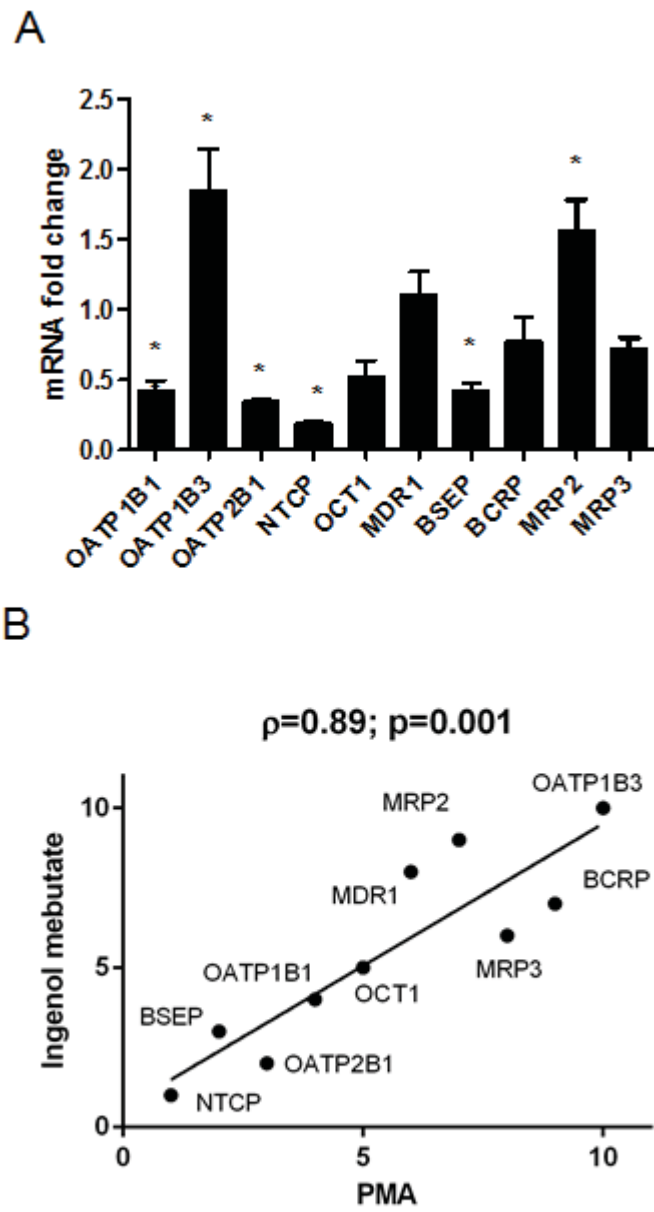 A
mRNA fold change
2.5
2.0
1.5
1.0
0.5
0.0
* * * * * *
OATP1B1 OATP1B3 OATP2B1 NTCP OCT1 MDR1 BSEP BCRP MRP2 MRP3
B
ρ=0.89; p=0.001
Ingenol mebutate
10
5
0
OATP1B3
MRP2
BCRP
MDR1
MRP3
OATP1B1
OCT1
BSEP
OATP2B1
NTCP
0 5 10
PMA